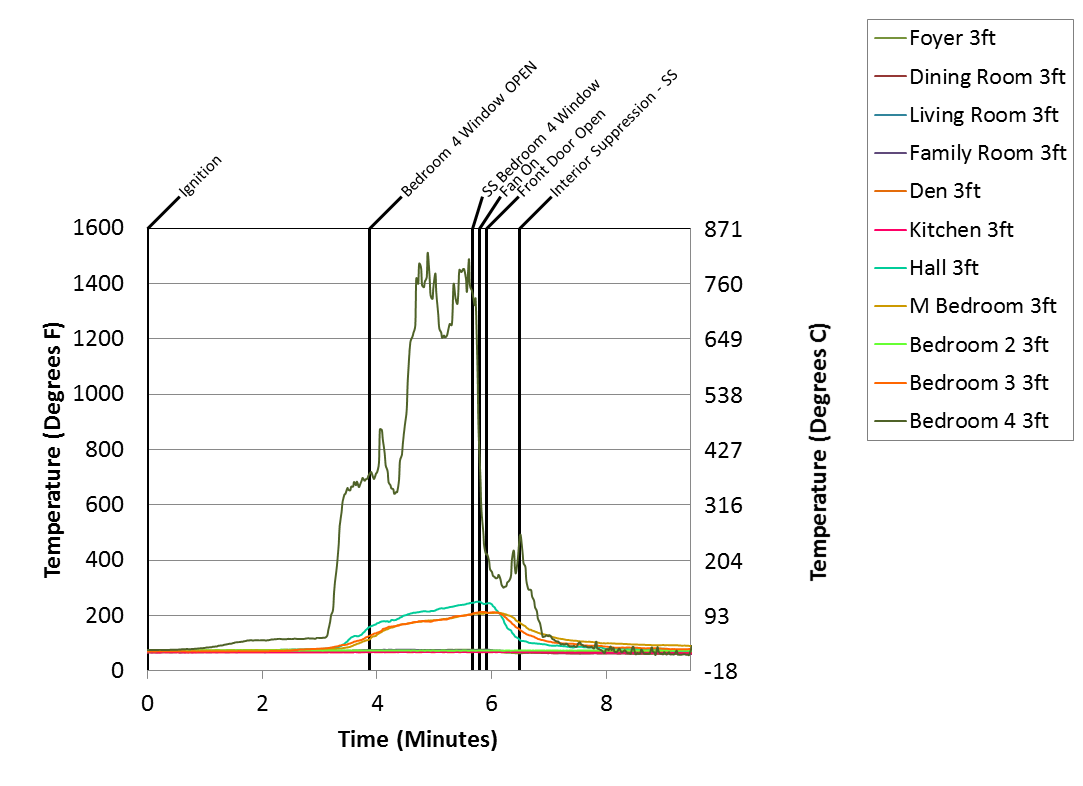 Ignition
Bedroom 4 Window OPEN
SS Bedroom 4 Window
Fan On
Front Door Open
Interior Suppression - SS
Temperature (Degrees F)
1600
1400
1200
1000
800
600
400
200
0
871
760
649
538
427
316
204
93
-18
Temperature (Degrees C)
0 2 4 6 8
Time (Minutes)
Foyer 3ft
Dining Room 3ft
Living Room 3ft
Family Room 3ft
Den 3ft
Kitchen 3ft
Hall 3ft
M Bedroom 3ft
Bedroom 2 3ft
Bedroom 3 3ft
Bedroom 4 3ft